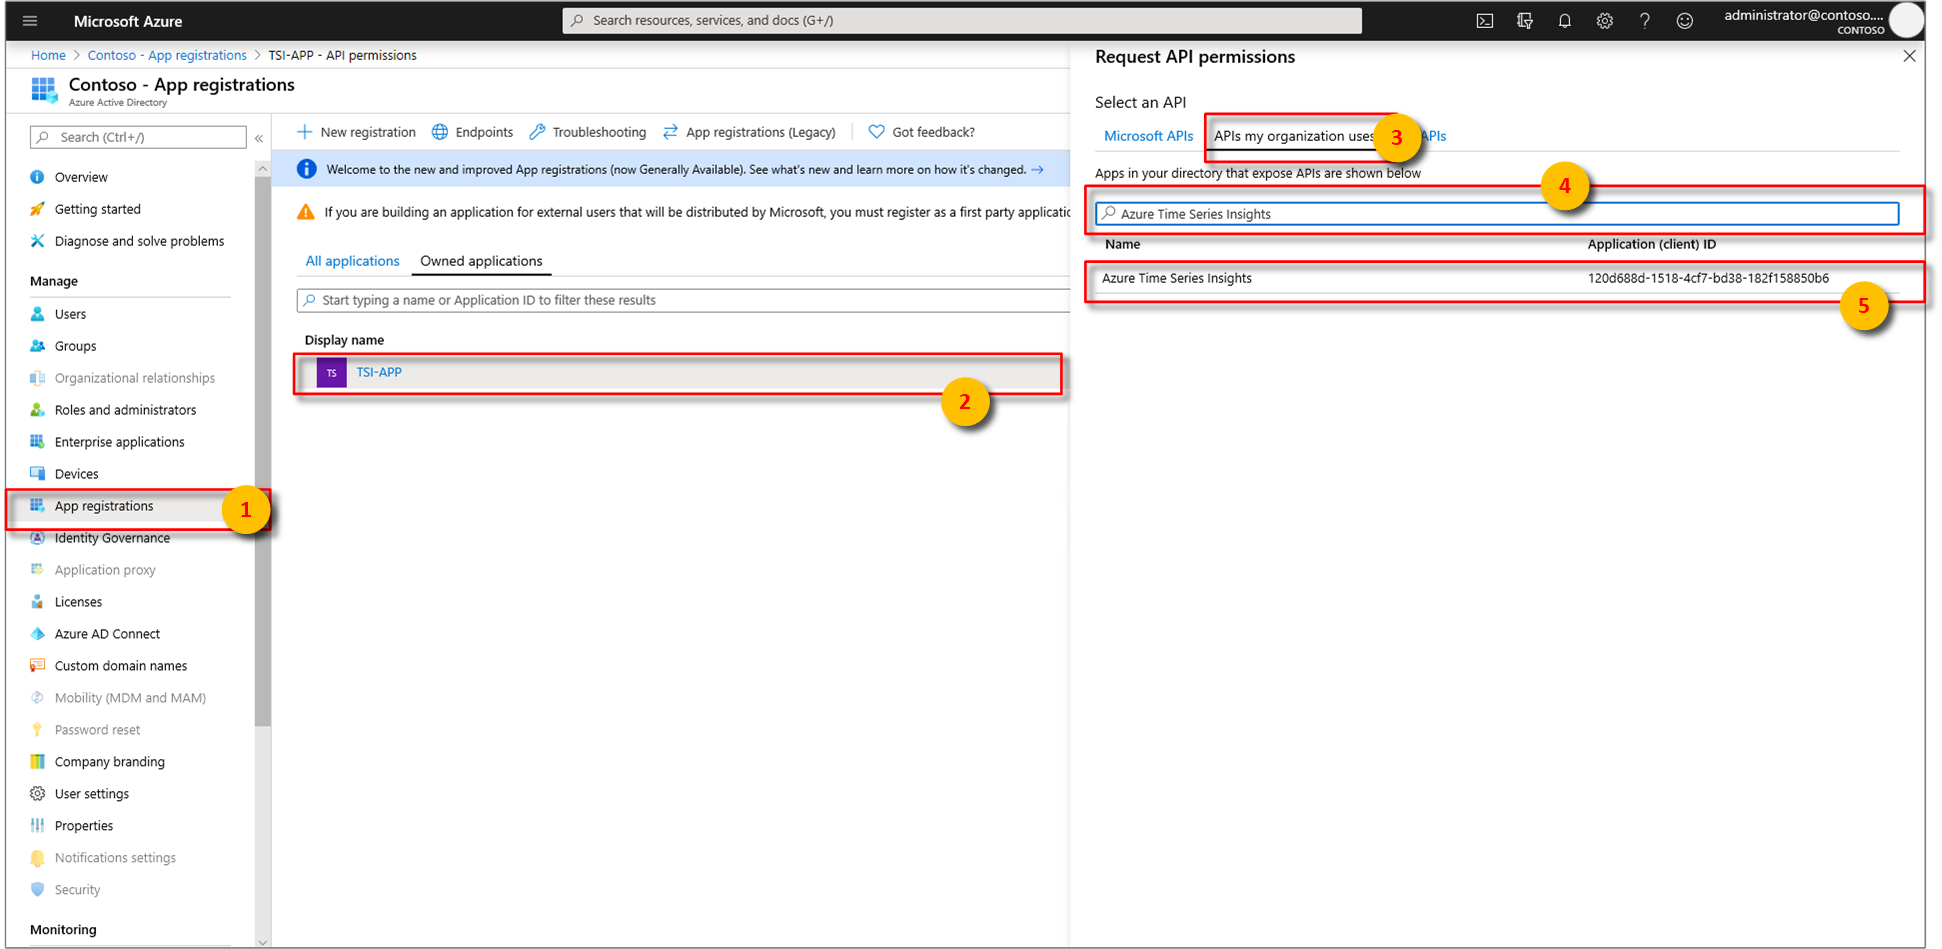 Microsoft Azure
Search resources, services, and docs (G+/)
administrator@contoso....
CONTOSO
Home > Contoso - App registrations > TSI-APP - API permissions
Contoso - App registrations
Azure Active Directory
Search (Ctrl+/)
«
Overview
Getting started
Diagnose and solve problems
Manage
Users
Groups
Organizational relationships
Roles and administrators
Enterprise applications
Devices
App registrations
1
Identity Governance
Application proxy
Licenses
Azure AD Connect
Custom domain names
Mobility (MDM and MAM)
Password reset
Company branding
User settings
Properties
Notifications settings
Security
Monitoring
New registration
Endpoints
Troubleshooting
App registrations (Legacy)
Got feedback?
Welcome to the new and improved App registrations (now Generally Available). See what's new and learn more on how it's changed. →
If you are building an application for external users that will be distributed by Microsoft, you must register as a first party applicatio
All applications
Owned applications
Start typing a name or Application ID to filter these results
Display name
TS
TSI-APP
2
Request API permissions
Select an API
Microsoft APIs
APIs my organization uses
3
APIs
Apps in your directory that expose APIs are shown below
4
Azure Time Series Insights
Name
Application (client) ID
Azure Time Series Insights
120d688d-1518-4cf7-bd38-182f158850b6
5